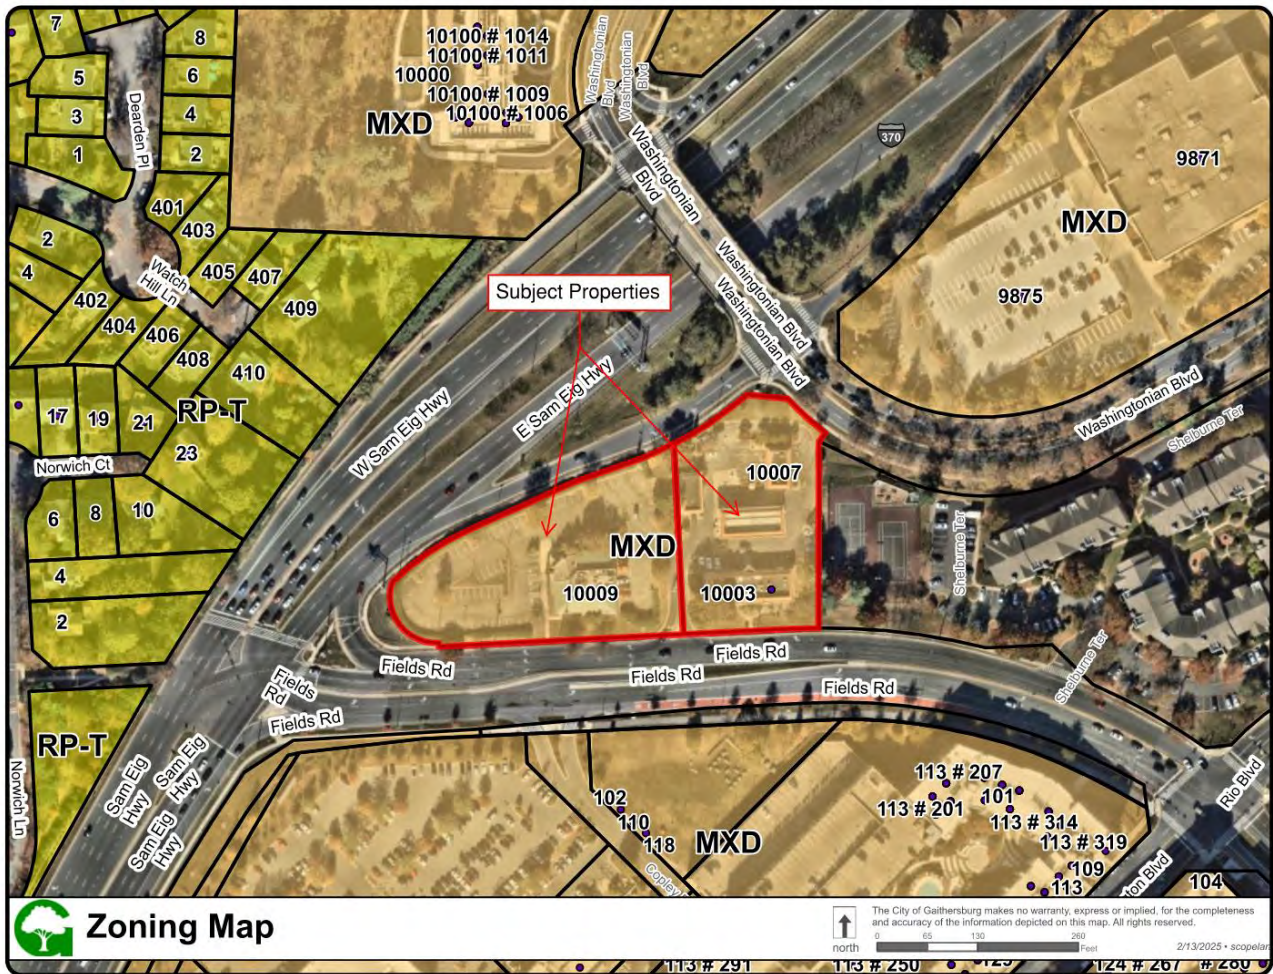 7
8
5
6
3
4
1
2
Dearden Pl
10100 # 1014
10100 # 1011
10000
10100 # 1009
10100 # 1006
MXD
Washingtonian
Blvd
Washingtonian
Blvd
Washingtonian
Blvd
370
9871
MXD
9875
401
403
405
407
409
2
4
Watch
Hill Ln
402
404
406
408
410
Subject Properties
Washingtonian Blvd
Washingtonian Blvd
Washingtonian Blvd
Shelburne Ter
W Sam Eig Hwy
E Sam Eig Hwy
17
19
21
RP-T
23
Norwich Ct
6
8
10
4
2
10007
MXD
10009
10003
Shelburne Ter
Shelburne Ter
Fields Rd
Fields Rd
Fields Rd
Fields Rd
Fields
Rd
Fields Rd
RP-T
Norwich Ln
Sam Eig
Hwy
Sam Eig
Hwy
Sam Eig
Hwy
102
110
118
MXD
Copley
113 # 207
113 # 201
101
113 # 314
113 # 319
109
113
Rio Blvd
ton Blvd
104
Zoning Map
north
The City of Gaithersburg makes no warranty, express or implied, for the completeness
and accuracy of the information depicted on this map. All rights reserved.
0 65 130 260
Feet
2/13/2025 • scopelan
113 # 291
113 # 250
125
124 # 267
# 280